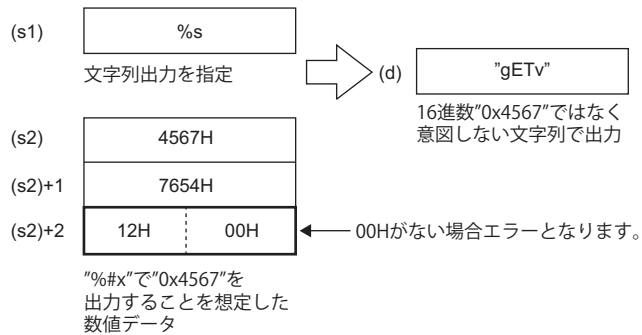 (s1)
%s
文字列出力を指定
(d)
"gETv"
16進数"0x4567"ではなく
意図しない文字列で出力
(s2)
4567H
(s2)+1
7654H
(s2)+2
12H
00H
00Hがない場合エラーとなります。
"%#x"で"0x4567"を
出力することを想定した
数値データ